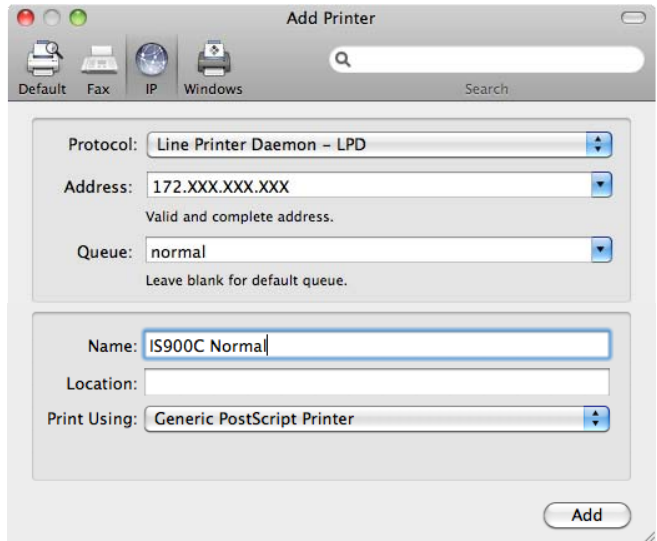 Add Printer
Default Fax IP Windows Search
Protocol: Line Printer Daemon – LPD
Address: 172.XXX.XXX.XXX
Valid and complete address.
Queue: normal
Leave blank for default queue.
Name: IS900C Normal
Location:
Print Using: Generic PostScript Printer
Add